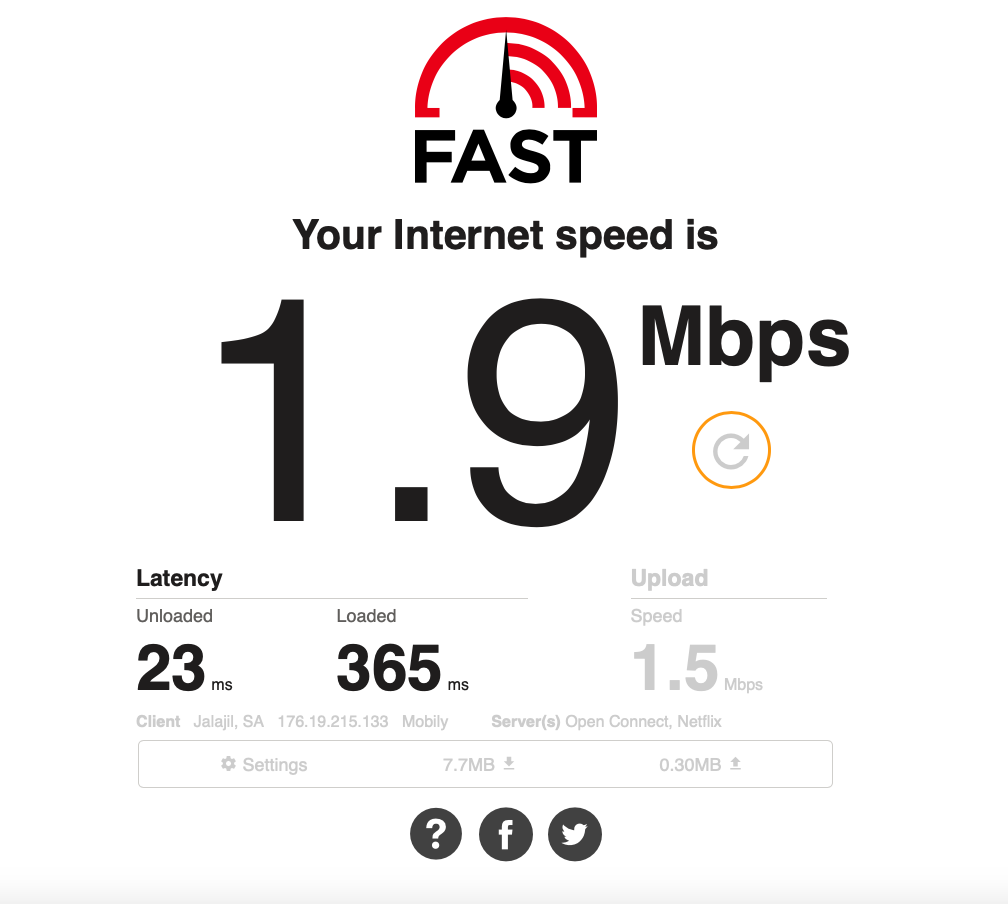 FAST
Your Internet speed is
1.9 Mbps
Latency Upload
Unloaded Loaded Speed
23 ms 365 ms 1.5 Mbps
Client Jalajil, SA 176.19.215.133 Mobily Server(s) Open Connect, Netflix
Settings 7.7MB 0.30MB
?
f